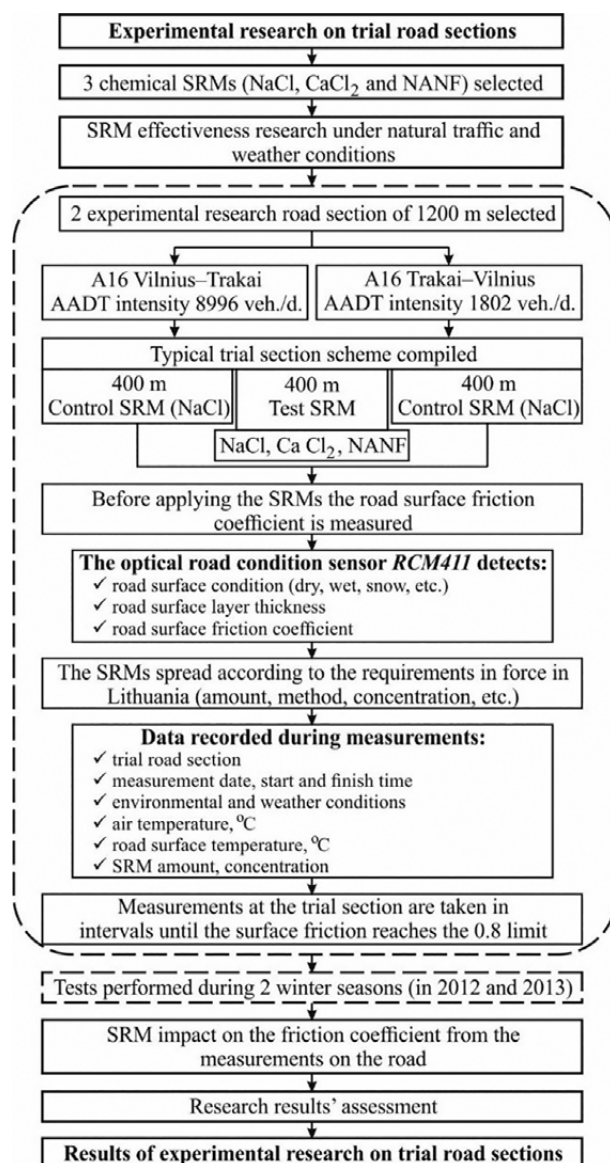 Experimental research on trial road sections
3 chemical SRMs (NaCl, CaCl2 and NANF) selected
SRM effectiveness research under natural traffic and
weather conditions
2 experimental research road section of 1200 m selected
A16 Vilnius–Trakai
AADT intensity 8996 veh./d.
A16 Trakai–Vilnius
AADT intensity 1802 veh./d.
Typical trial section scheme compiled
400 m
Control SRM (NaCl)
400 m
Test SRM
400 m
Control SRM (NaCl)
NaCl, Ca Cl2, NANF
Before applying the SRMs the road surface friction
coefficient is measured
The optical road condition sensor RCM411 detects:
✓ road surface condition (dry, wet, snow, etc.)
✓ road surface layer thickness
✓ road surface friction coefficient
The SRMs spread according to the requirements in force in
Lithuania (amount, method, concentration, etc.)
Data recorded during measurements:
✓ trial road section
✓ measurement date, start and finish time
✓ environmental and weather conditions
✓ air temperature, °C
✓ road surface temperature, °C
✓ SRM amount, concentration
Measurements at the trial section are taken in
intervals until the surface friction reaches the 0.8 limit
Tests performed during 2 winter seasons (in 2012 and 2013)
SRM impact on the friction coefficient from the
measurements on the road
Research results’ assessment
Results of experimental research on trial road sections